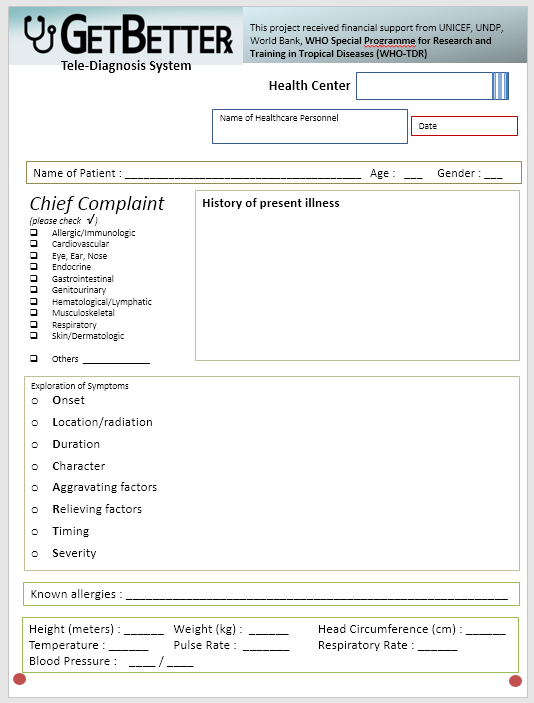 GETBETTER
Tele-Diagnosis System
This project received financial support from UNICEF, UNDP,
World Bank, WHO Special Programme for Research and
Training in Tropical Diseases (WHO-TDR)
Health Center
Name of Healthcare Personnel
Date
Name of Patient : ___________________________________ Age : ___ Gender : ___
Chief Complaint
(please check √)
❑ Allergic/Immunologic
❑ Cardiovascular
❑ Eye, Ear, Nose
❑ Endocrine
❑ Gastrointestinal
❑ Genitourinary
❑ Hematological/Lymphatic
❑ Musculoskeletal
❑ Respiratory
❑ Skin/Dermatologic
❑ Others ______________
History of present illness
Exploration of Symptoms
o Onset
o Location/radiation
o Duration
o Character
o Aggravating factors
o Relieving factors
o Timing
o Severity
Known allergies : _________________________________________________________
Height (meters) : ______ Weight (kg) : ______ Head Circumference (cm) : ______
Temperature : ______ Pulse Rate : _______ Respiratory Rate : ______
Blood Pressure : ____ / ____